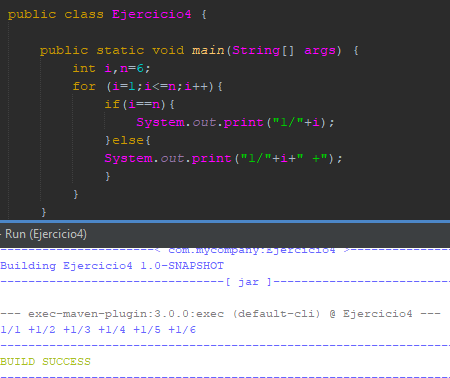 public class Ejercicio4 {
public static void main(String[] args) {
int i,n=6;
for (i=1;i<=n;i++){
if(i==n){
System.out.print("1/"+i);
}else{
System.out.print("1/"+i+" +");
}
}
}
- Run (Ejercicio4)
----------------------< com.mycompany:Ejercicio4 >-------------
Building Ejercicio4 1.0-SNAPSHOT
--------------------------------[ jar ]-------------------------
--- exec-maven-plugin:3.0.0:exec (default-cli) @ Ejercicio4 ---
1/1 +1/2 +1/3 +1/4 +1/5 +1/6
----------------------------------------------------------------
BUILD SUCCESS
----------------------------------------------------------------